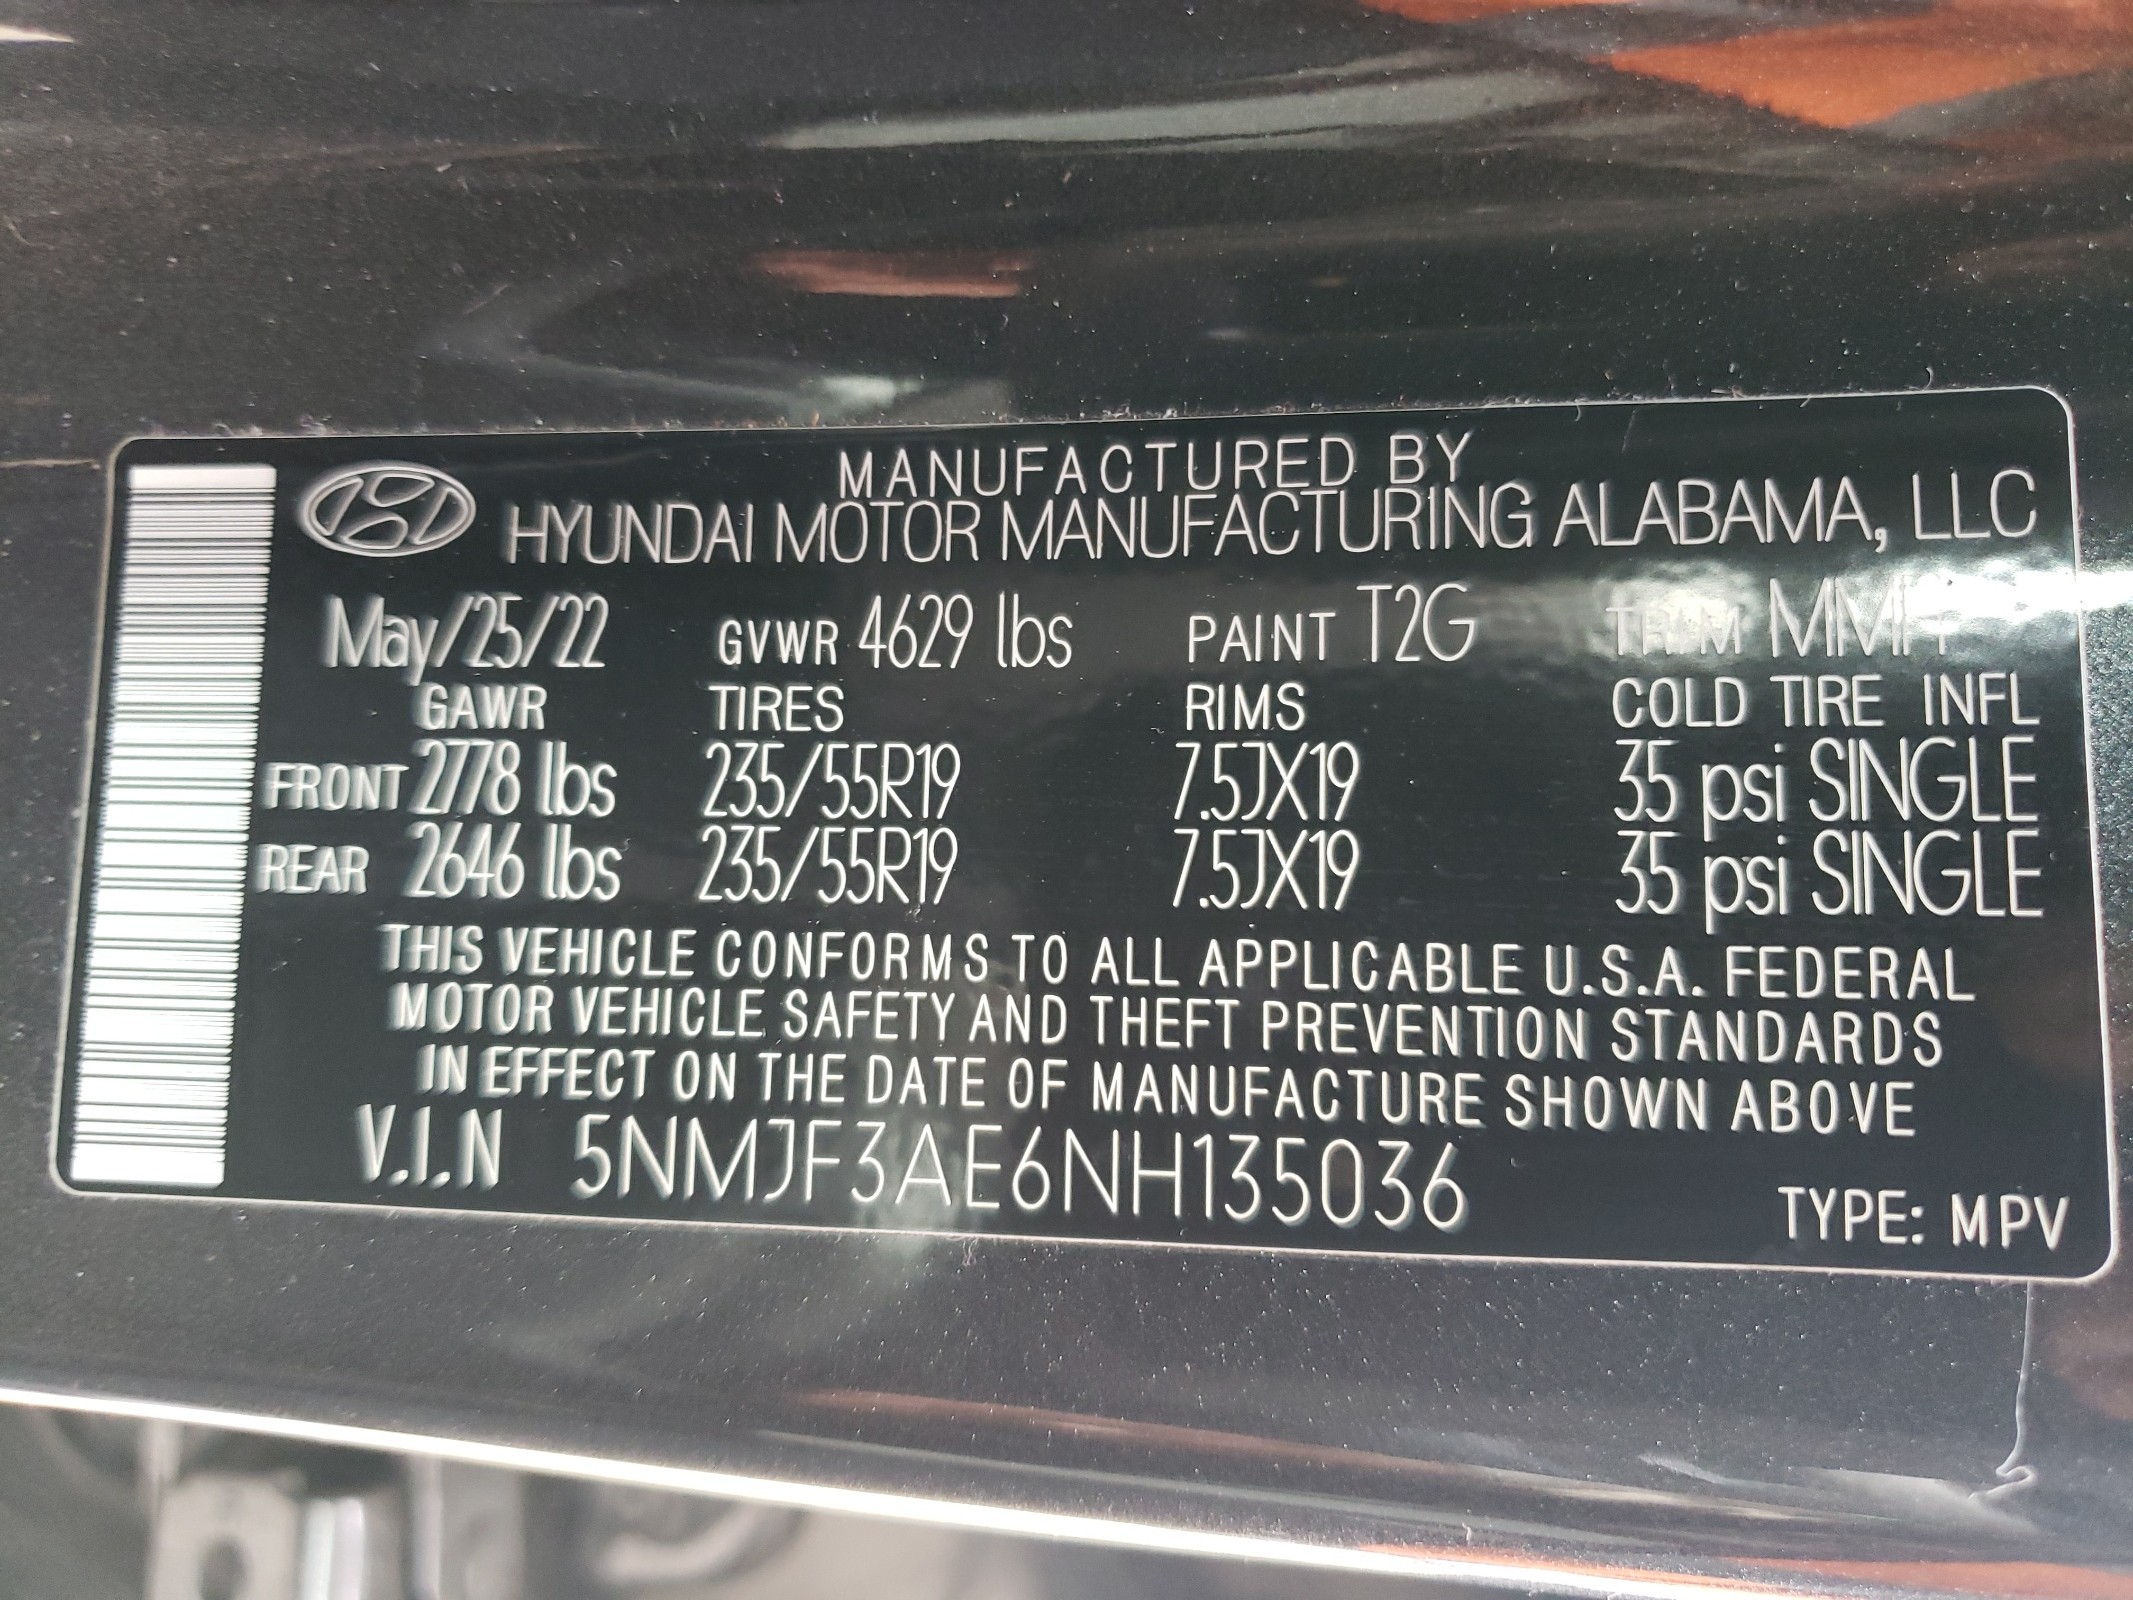 MANUFACTURED BY
HYUNDAI MOTOR MANUFACTURING ALABAMA, LLC
May/25/22 GVWR 4629 lbs PAINT T2G TRIM
GAWR TIRES RIMS COLD TIRE INFL
FRONT 2778 lbs 235/55R19 7.5JX19 35 psi SINGLE
REAR 2646 lbs 235/55R19 7.5JX19 35 psi SINGLE
THIS VEHICLE CONFORMS TO ALL APPLICABLE U.S.A. FEDERAL
MOTOR VEHICLE SAFETY AND THEFT PREVENTION STANDARDS
IN EFFECT ON THE DATE OF MANUFACTURE SHOWN ABOVE
V.I.N 5NMJF3AE6NH135036
TYPE: MPV